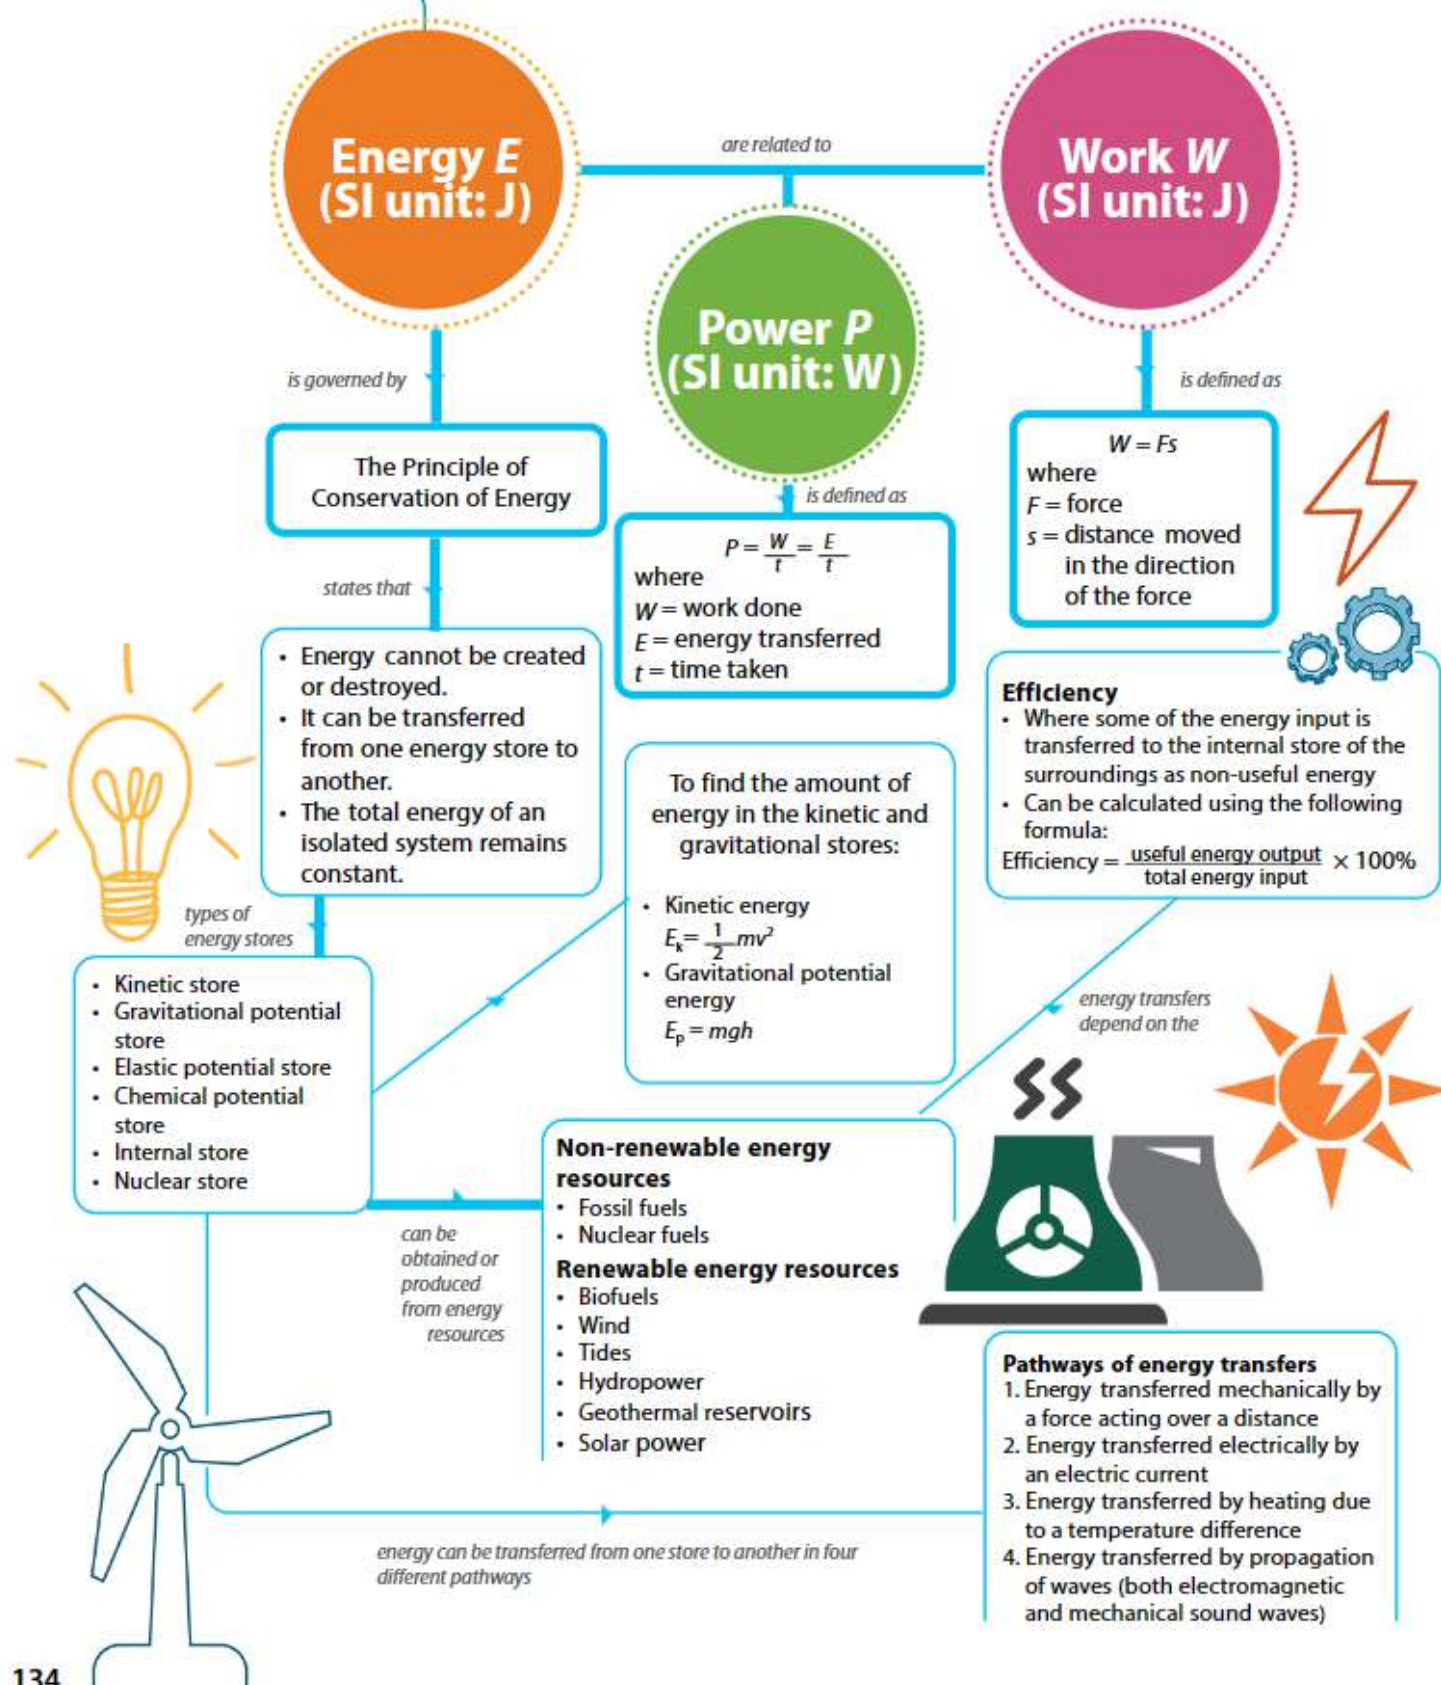 Energy E
(SI unit: J)
are related to
Work W
(SI unit: J)
Power P
(SI unit: W)
is governed by
The Principle of
Conservation of Energy
states that
• Energy cannot be created
or destroyed.
• It can be transferred
from one energy store to
another.
• The total energy of an
isolated system remains
constant.
is defined as
P = W/t = E/t
where
W = work done
E = energy transferred
t = time taken
is defined as
W = Fs
where
F = force
s = distance moved
in the direction
of the force
Efficiency
• Where some of the energy input is
transferred to the internal store of the
surroundings as non-useful energy
• Can be calculated using the following
formula:
Efficiency = useful energy output / total energy input × 100%
types of
energy stores
• Kinetic store
• Gravitational potential
store
• Elastic potential store
• Chemical potential
store
• Internal store
• Nuclear store
To find the amount of
energy in the kinetic and
gravitational stores:
• Kinetic energy
Eₖ = 1/2 mv²
• Gravitational potential
energy
Eₚ = mgh
energy transfers
depend on the
can be
obtained or
produced
from energy
resources
Non-renewable energy
resources
• Fossil fuels
• Nuclear fuels
Renewable energy resources
• Biofuels
• Wind
• Tides
• Hydropower
• Geothermal reservoirs
• Solar power
energy can be transferred from one store to another in four
different pathways
Pathways of energy transfers
1. Energy transferred mechanically by
a force acting over a distance
2. Energy transferred electrically by
an electric current
3. Energy transferred by heating due
to a temperature difference
4. Energy transferred by propagation
of waves (both electromagnetic
and mechanical sound waves)
134